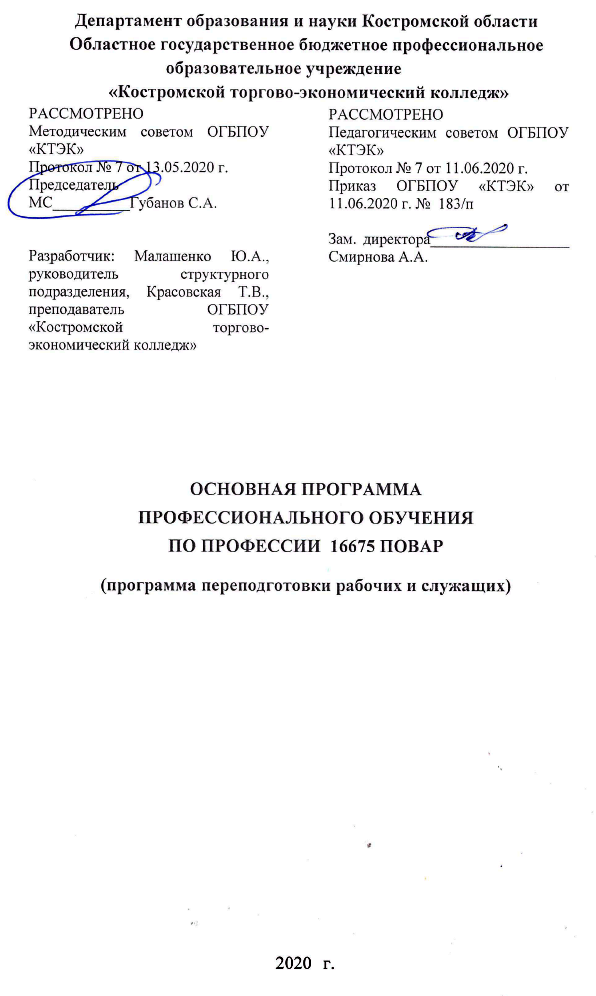 Департамент образования и науки Костромской области
Областное государственное бюджетное профессиональное
образовательное учреждение
«Костромской торгово-экономический колледж»
РАССМОТРЕНО
Методическим советом ОГБПОУ
«КТЭК»
Протокол № 7 от 13.05.2020 г.
Председатель
МС__________Губанов С.А.
Разработчик: Малашенко Ю.А.,
руководитель структурного
подразделения, Красовская Т.В.,
преподаватель ОГБПОУ
«Костромской торгово-
экономический колледж»
РАССМОТРЕНО
Педагогическим советом ОГБПОУ
«КТЭК»
Протокол № 7 от 11.06.2020 г.
Приказ ОГБПОУ «КТЭК» от
11.06.2020 г. № 183/п
Зам. директора__________________
Смирнова А.А.
ОСНОВНАЯ ПРОГРАММА
ПРОФЕССИОНАЛЬНОГО ОБУЧЕНИЯ
ПО ПРОФЕССИИ 16675 ПОВАР
(программа переподготовки рабочих и служащих)
2020 г.